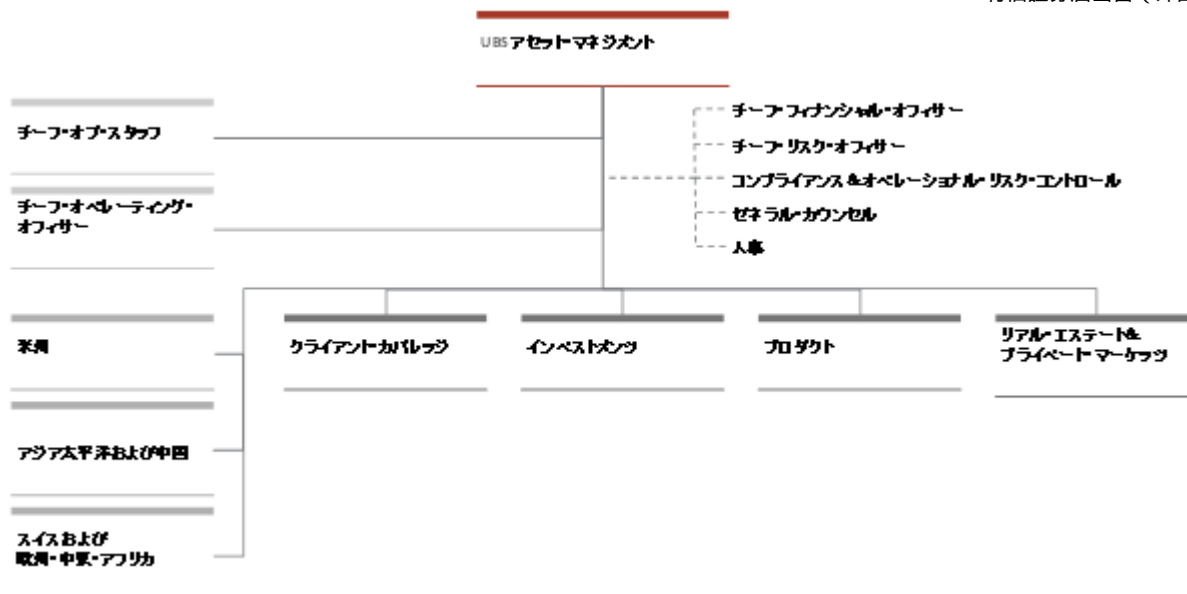 UBSアセット・マネジメント
チーフ・オブ・スタッフ
チーフ・オペレーティング・
オフィサー
チーフ・フィナンシャル・オフィサー
チーフ・リスク・オフィサー
コンプライアンス&オペレーショナル・リスク・コントロール
ゼネラル・カウンセル
人事
米州
クライアント・カバレッジ
インベストメンツ
プロダクト
リアル・エステート&
プライベート・マーケッツ
アジア太平洋および中国
スイスおよび
欧州・中東・アフリカ